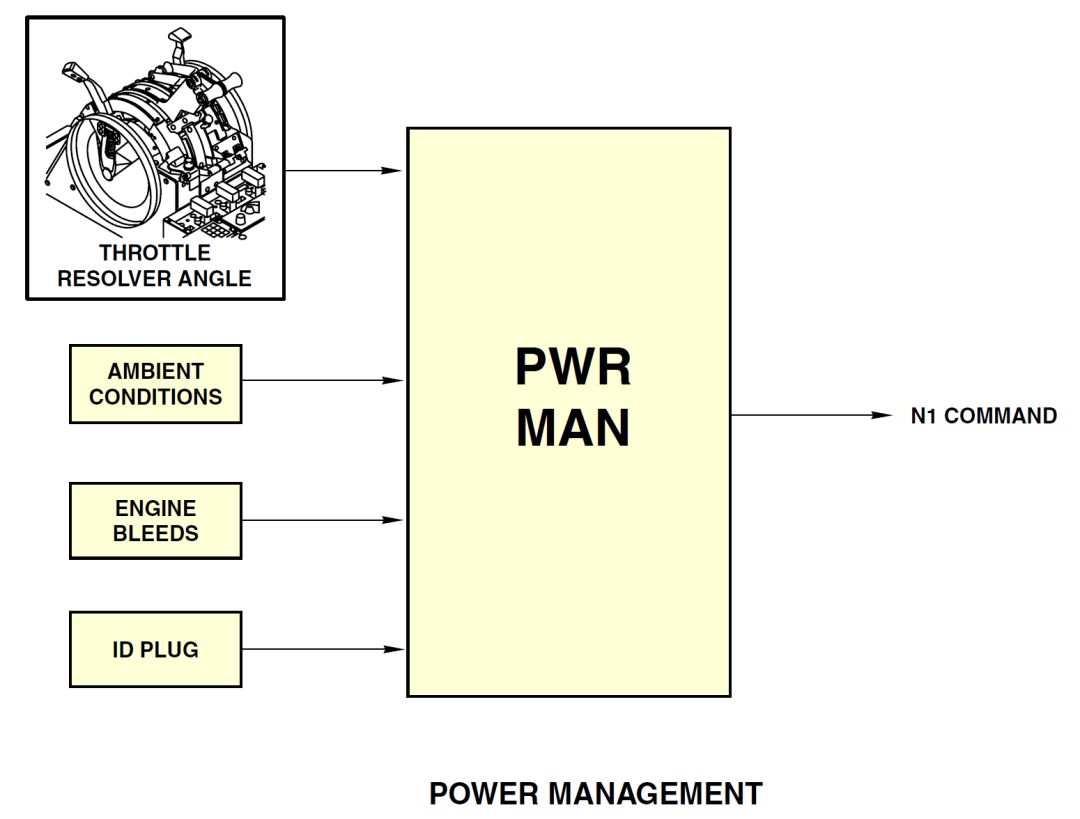 THROTTLE
RESOLVER ANGLE
AMBIENT
CONDITIONS
ENGINE
BLEEDS
ID PLUG
PWR
MAN
N1 COMMAND
POWER MANAGEMENT